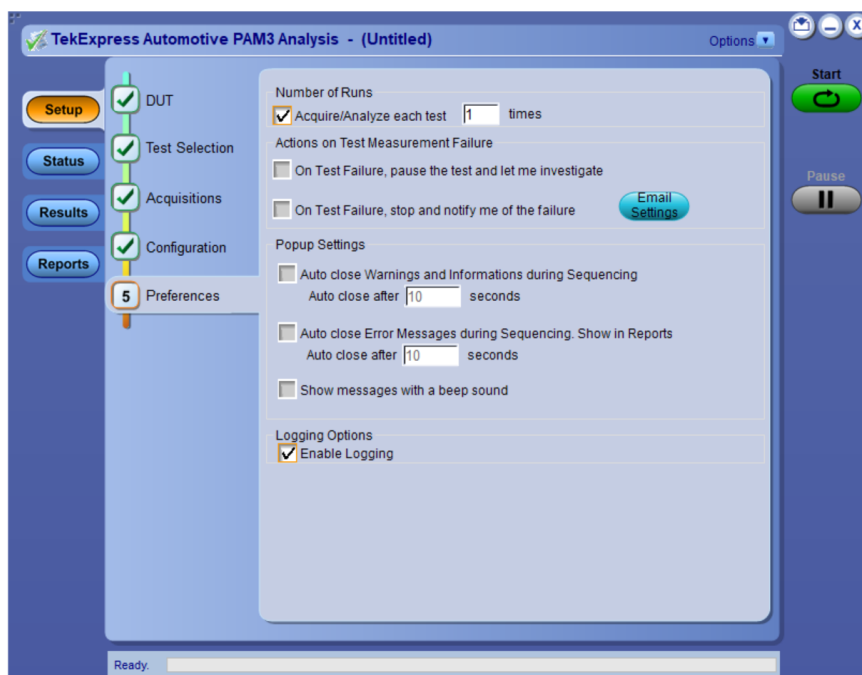 TekExpress Automotive PAM3 Analysis - (Untitled)
Options
Start
Pause
Setup
Status
Results
Reports
DUT
Test Selection
Acquisitions
Configuration
5 Preferences
Number of Runs
Acquire/Analyze each test 1 times
Actions on Test Measurement Failure
On Test Failure, pause the test and let me investigate
On Test Failure, stop and notify me of the failure
Email
Settings
Popup Settings
Auto close Warnings and Informations during Sequencing
Auto close after 10 seconds
Auto close Error Messages during Sequencing. Show in Reports
Auto close after 10 seconds
Show messages with a beep sound
Logging Options
Enable Logging
Ready.